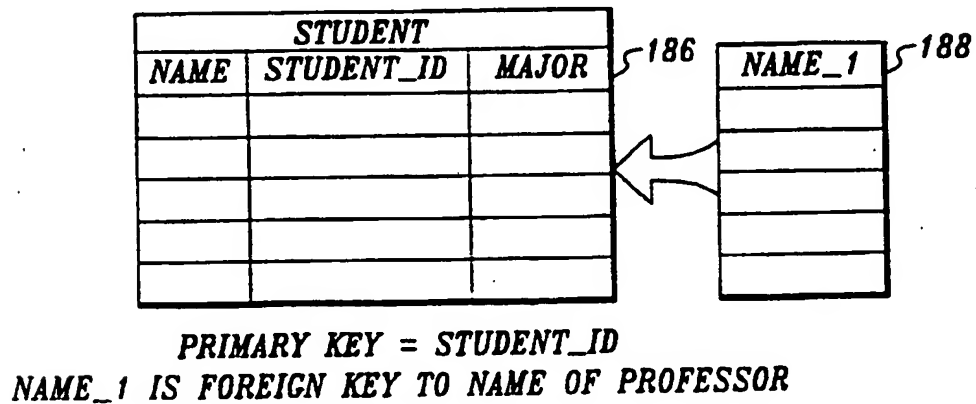 STUDENT
NAME STUDENT_ID MAJOR 186 NAME_1 188
PRIMARY KEY = STUDENT_ID
NAME_1 IS FOREIGN KEY TO NAME OF PROFESSOR